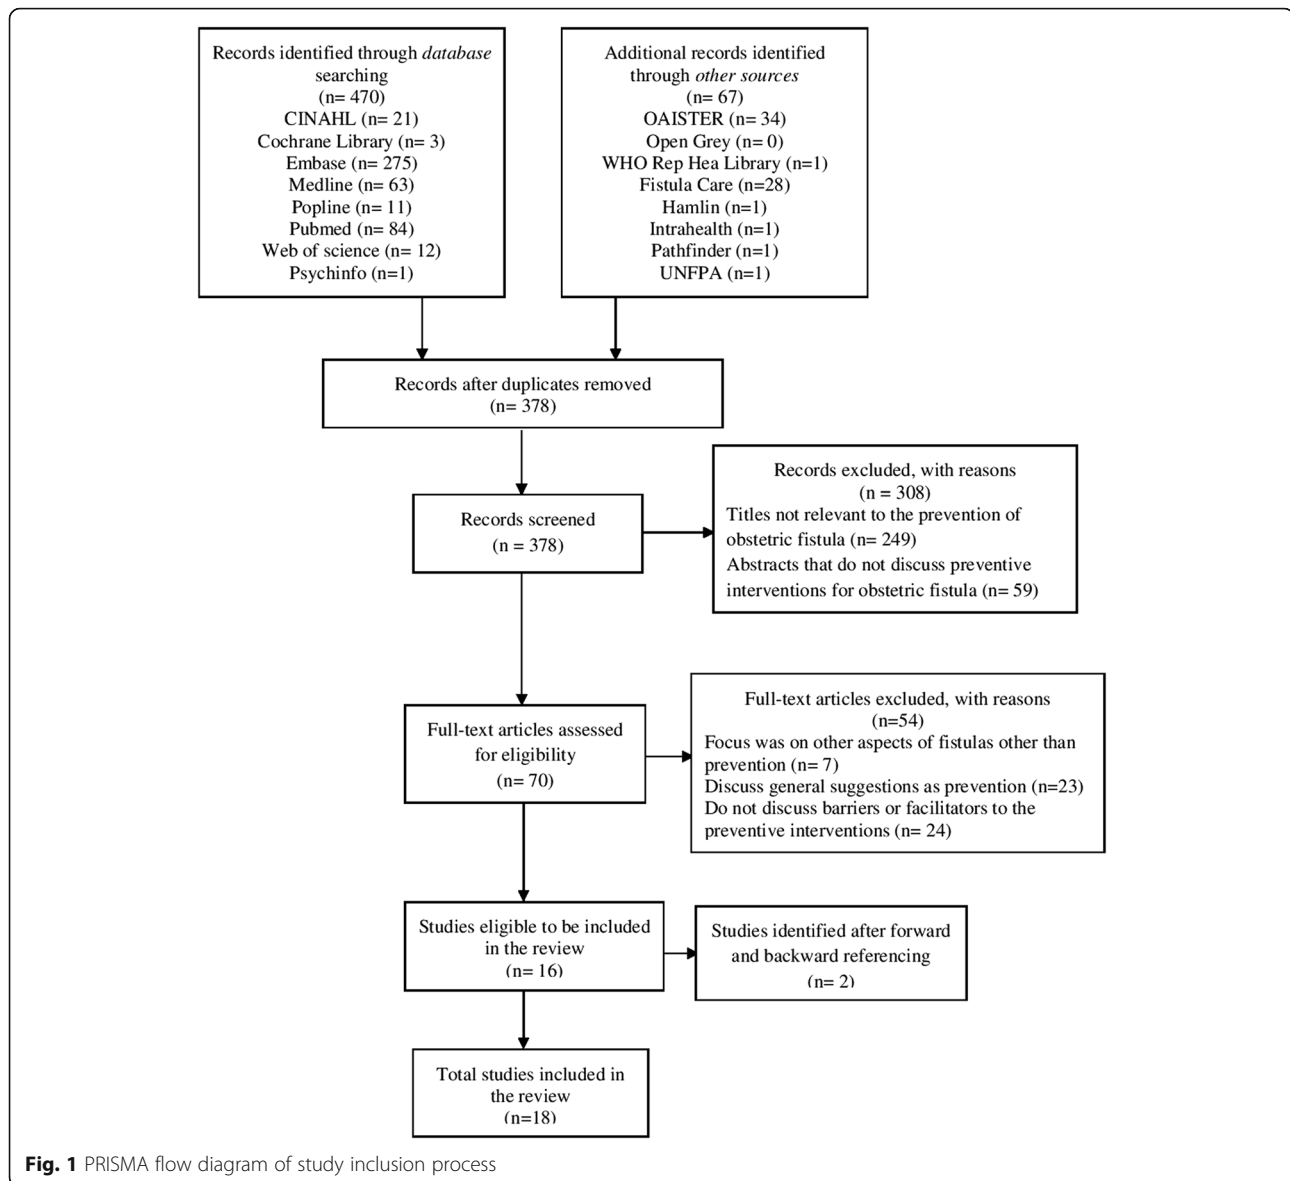 Records identified through database
searching
(n= 470)
CINAHL (n= 21)
Cochrane Library (n= 3)
Embase (n= 275)
Medline (n= 63)
Popline (n= 11)
Pubmed (n= 84)
Web of science (n= 12)
Psychinfo (n=1)
Additional records identified
through other sources
(n= 67)
OAISTER (n= 34)
Open Grey (n= 0)
WHO Rep Hea Library (n=1)
Fistula Care (n=28)
Hamlin (n=1)
Intrahealth (n=1)
Pathfinder (n=1)
UNFPA (n=1)
Records after duplicates removed
(n= 378)
Records screened
(n = 378)
Records excluded, with reasons
(n = 308)
Titles not relevant to the prevention of
obstetric fistula (n= 249)
Abstracts that do not discuss preventive
interventions for obstetric fistula (n= 59)
Full-text articles assessed
for eligibility
(n= 70)
Full-text articles excluded, with reasons
(n=54)
Focus was on other aspects of fistulas other than
prevention (n= 7)
Discuss general suggestions as prevention (n=23)
Do not discuss barriers or facilitators to the
preventive interventions (n= 24)
Studies eligible to be included
in the review
(n= 16)
Studies identified after forward
and backward referencing
(n= 2)
Total studies included in
the review
(n=18)
Fig. 1 PRISMA flow diagram of study inclusion process